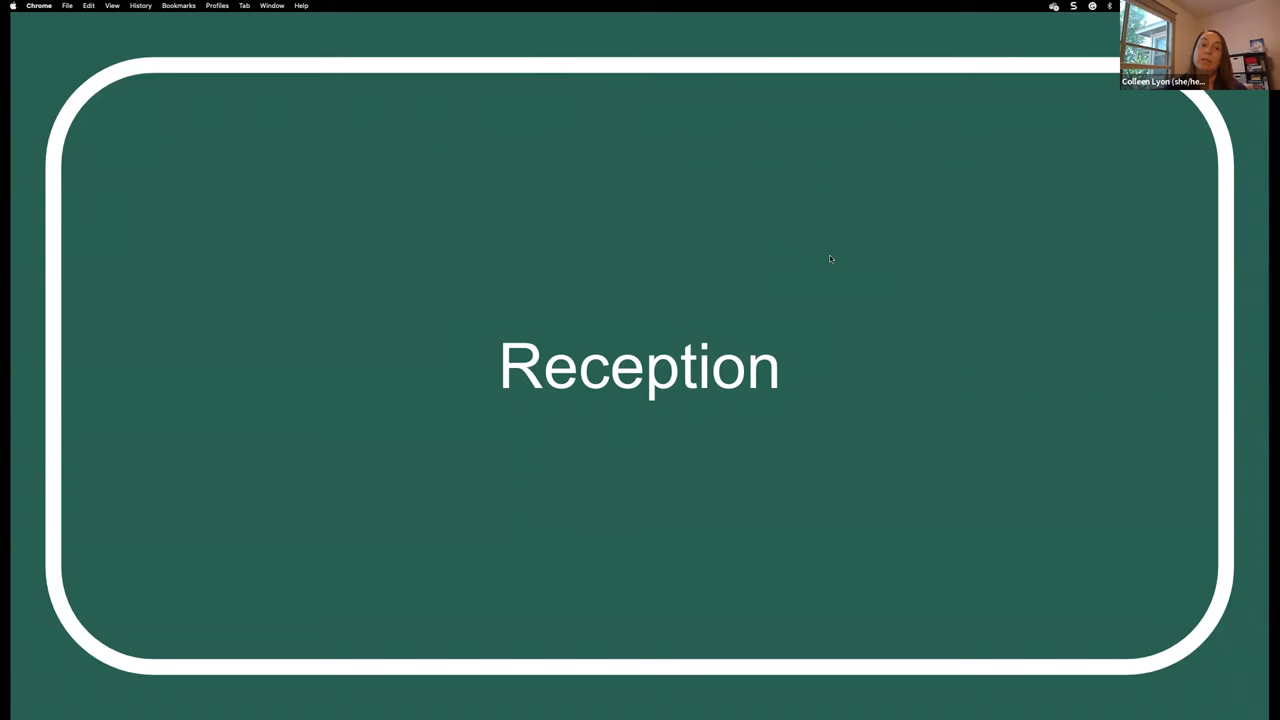 Chrome File Edit View History Bookmarks Profiles Tab Window Help
Colleen Lyon (she/he...
Reception